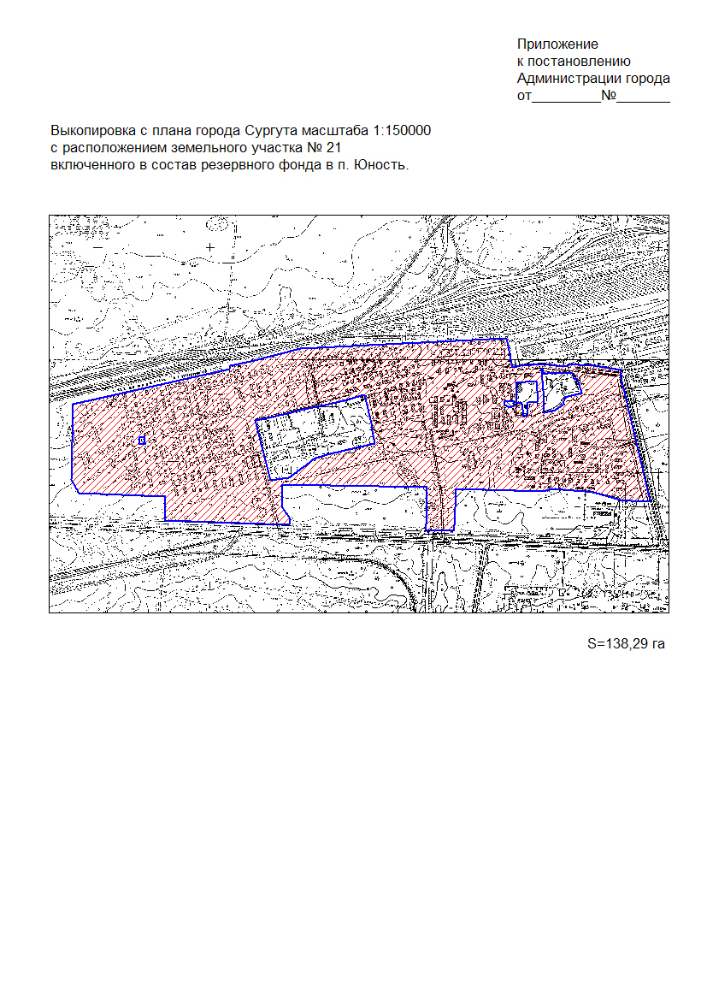 Приложение
к постановлению
Администрации города
от_________№_______
Выкопировка с плана города Сургута масштаба 1:150000
с расположением земельного участка № 21
включенного в состав резервного фонда в п. Юность.
S=138,29 га